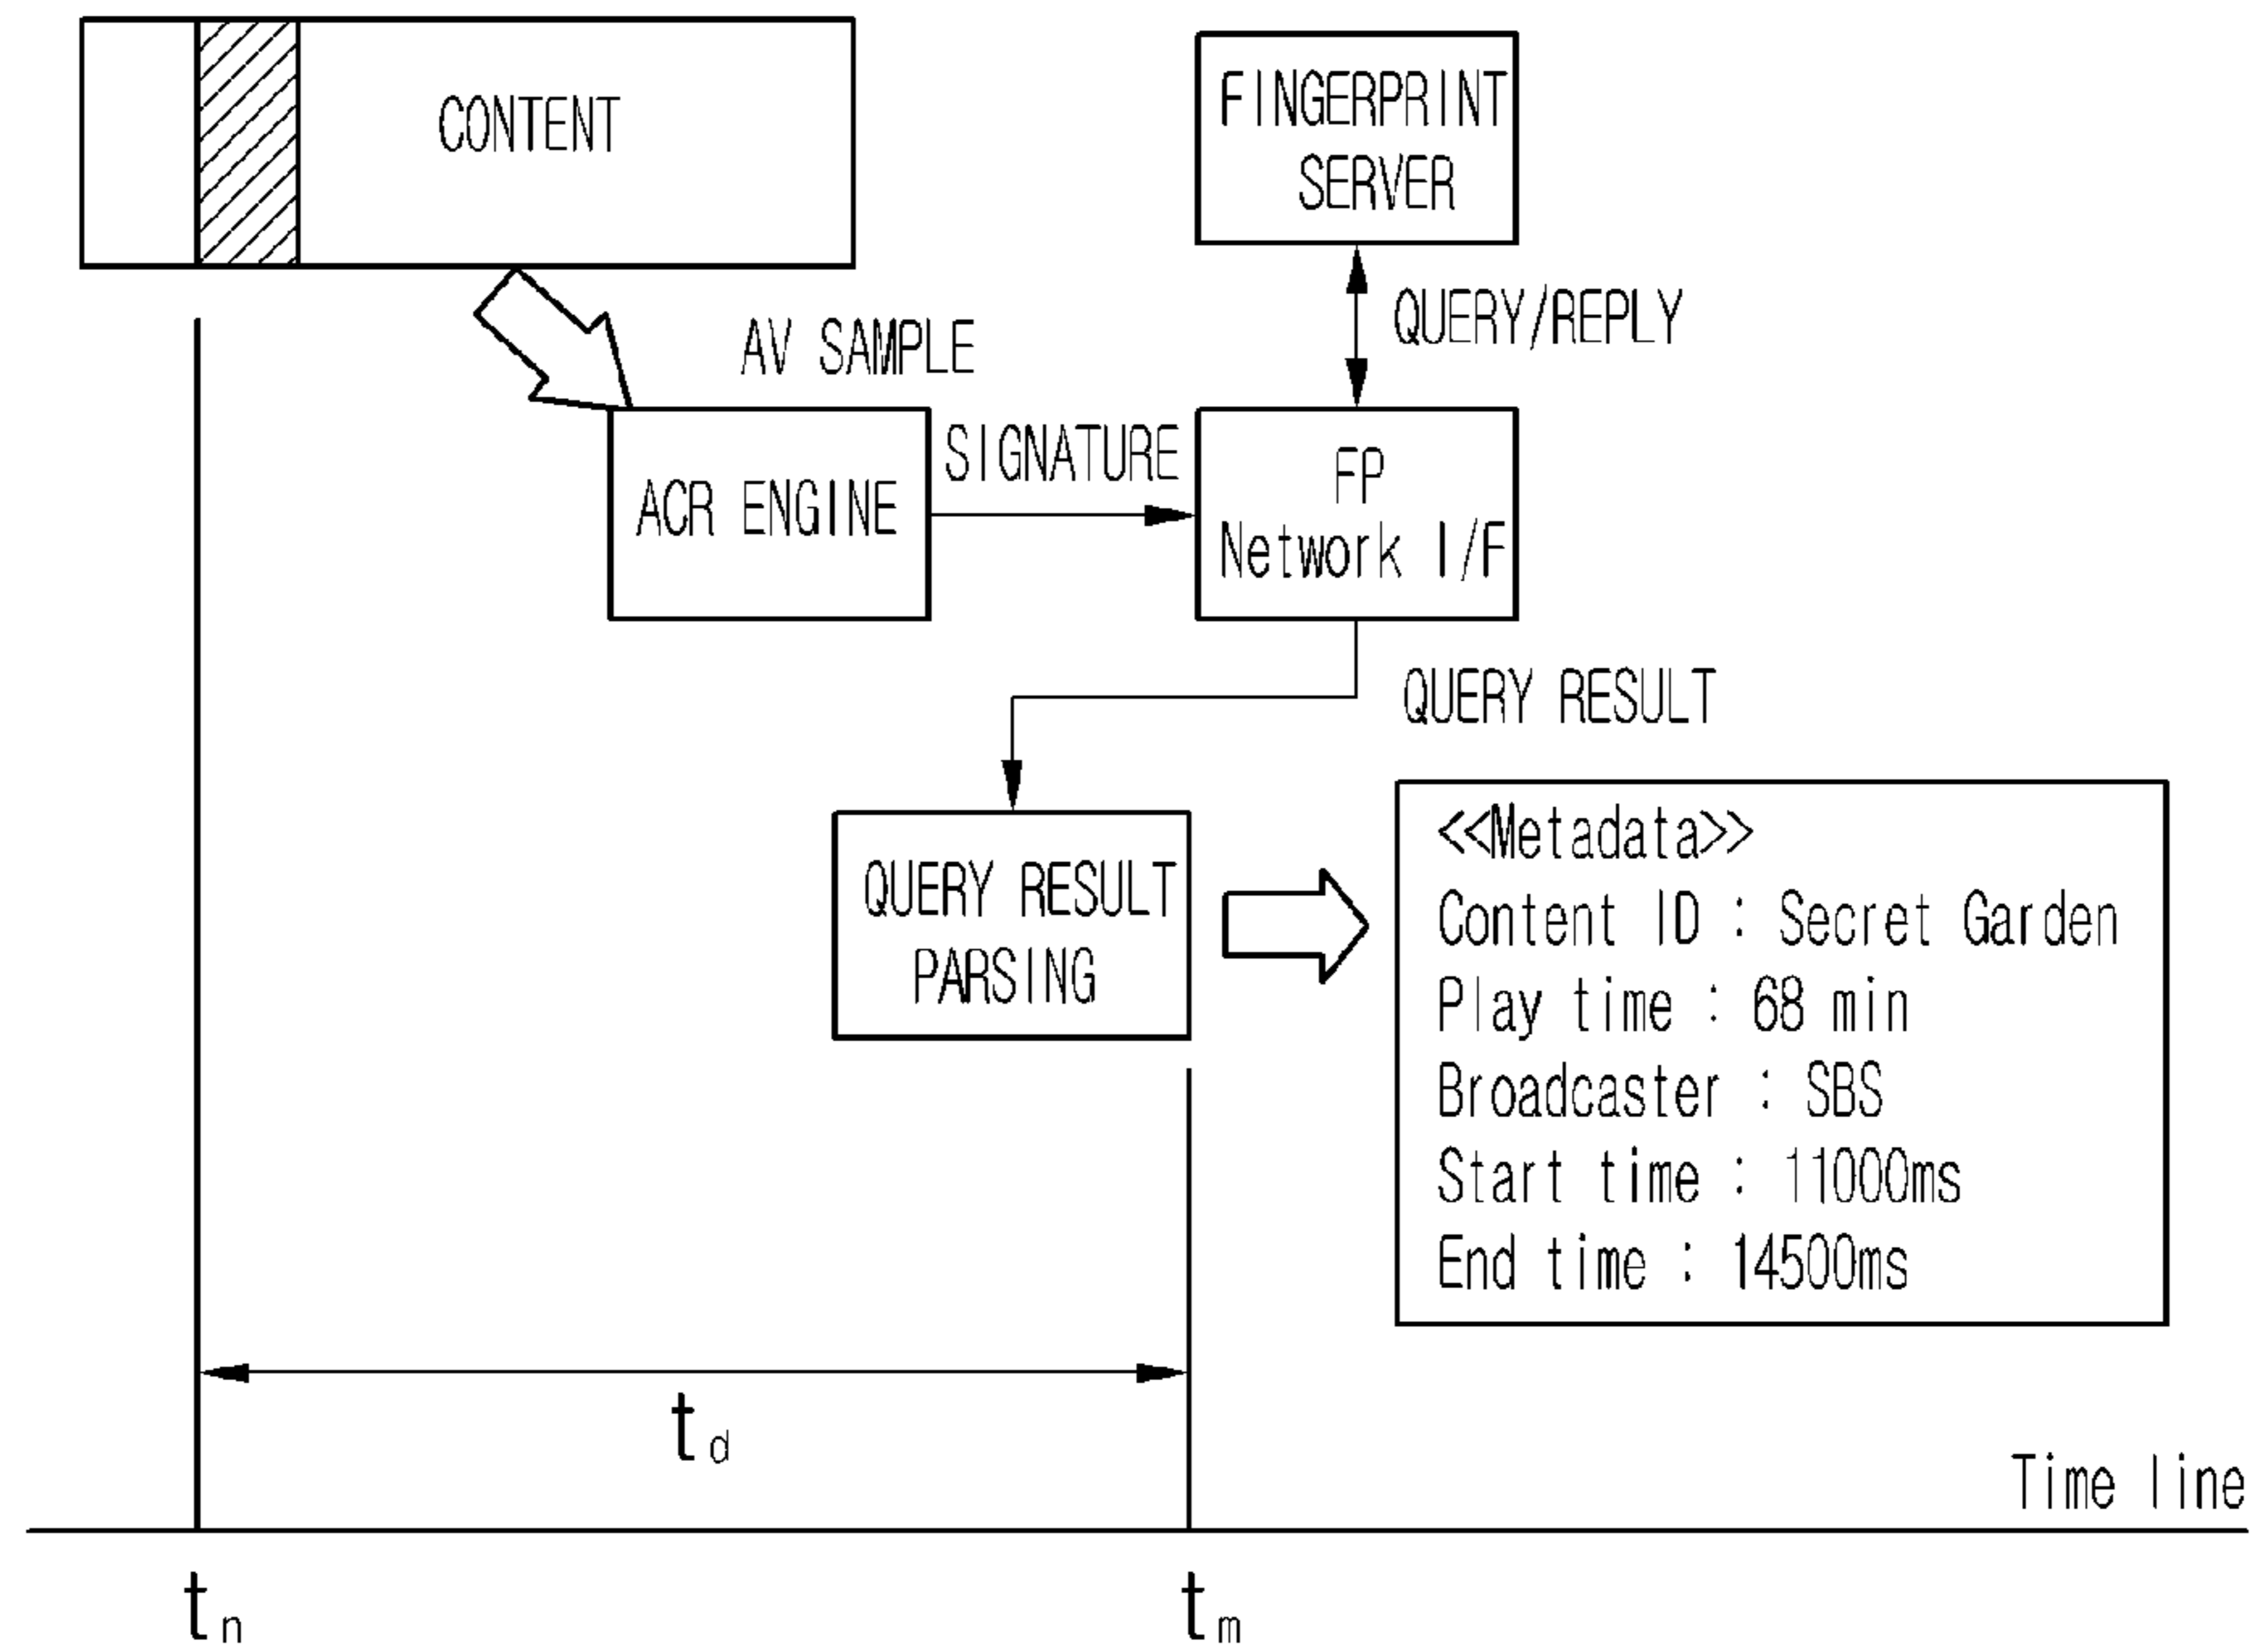 CONTENT
FINGERPRINT
SERVER
QUERY/REPLY
AV SAMPLE
ACR ENGINE
SIGNATURE
FP
Network I/F
QUERY RESULT
QUERY RESULT
PARSING
<<Metadata>>
Content ID : Secret Garden
Play time : 68 min
Broadcaster : SBS
Start time : 11000ms
End time : 14500ms
td
Time line
tn
tm